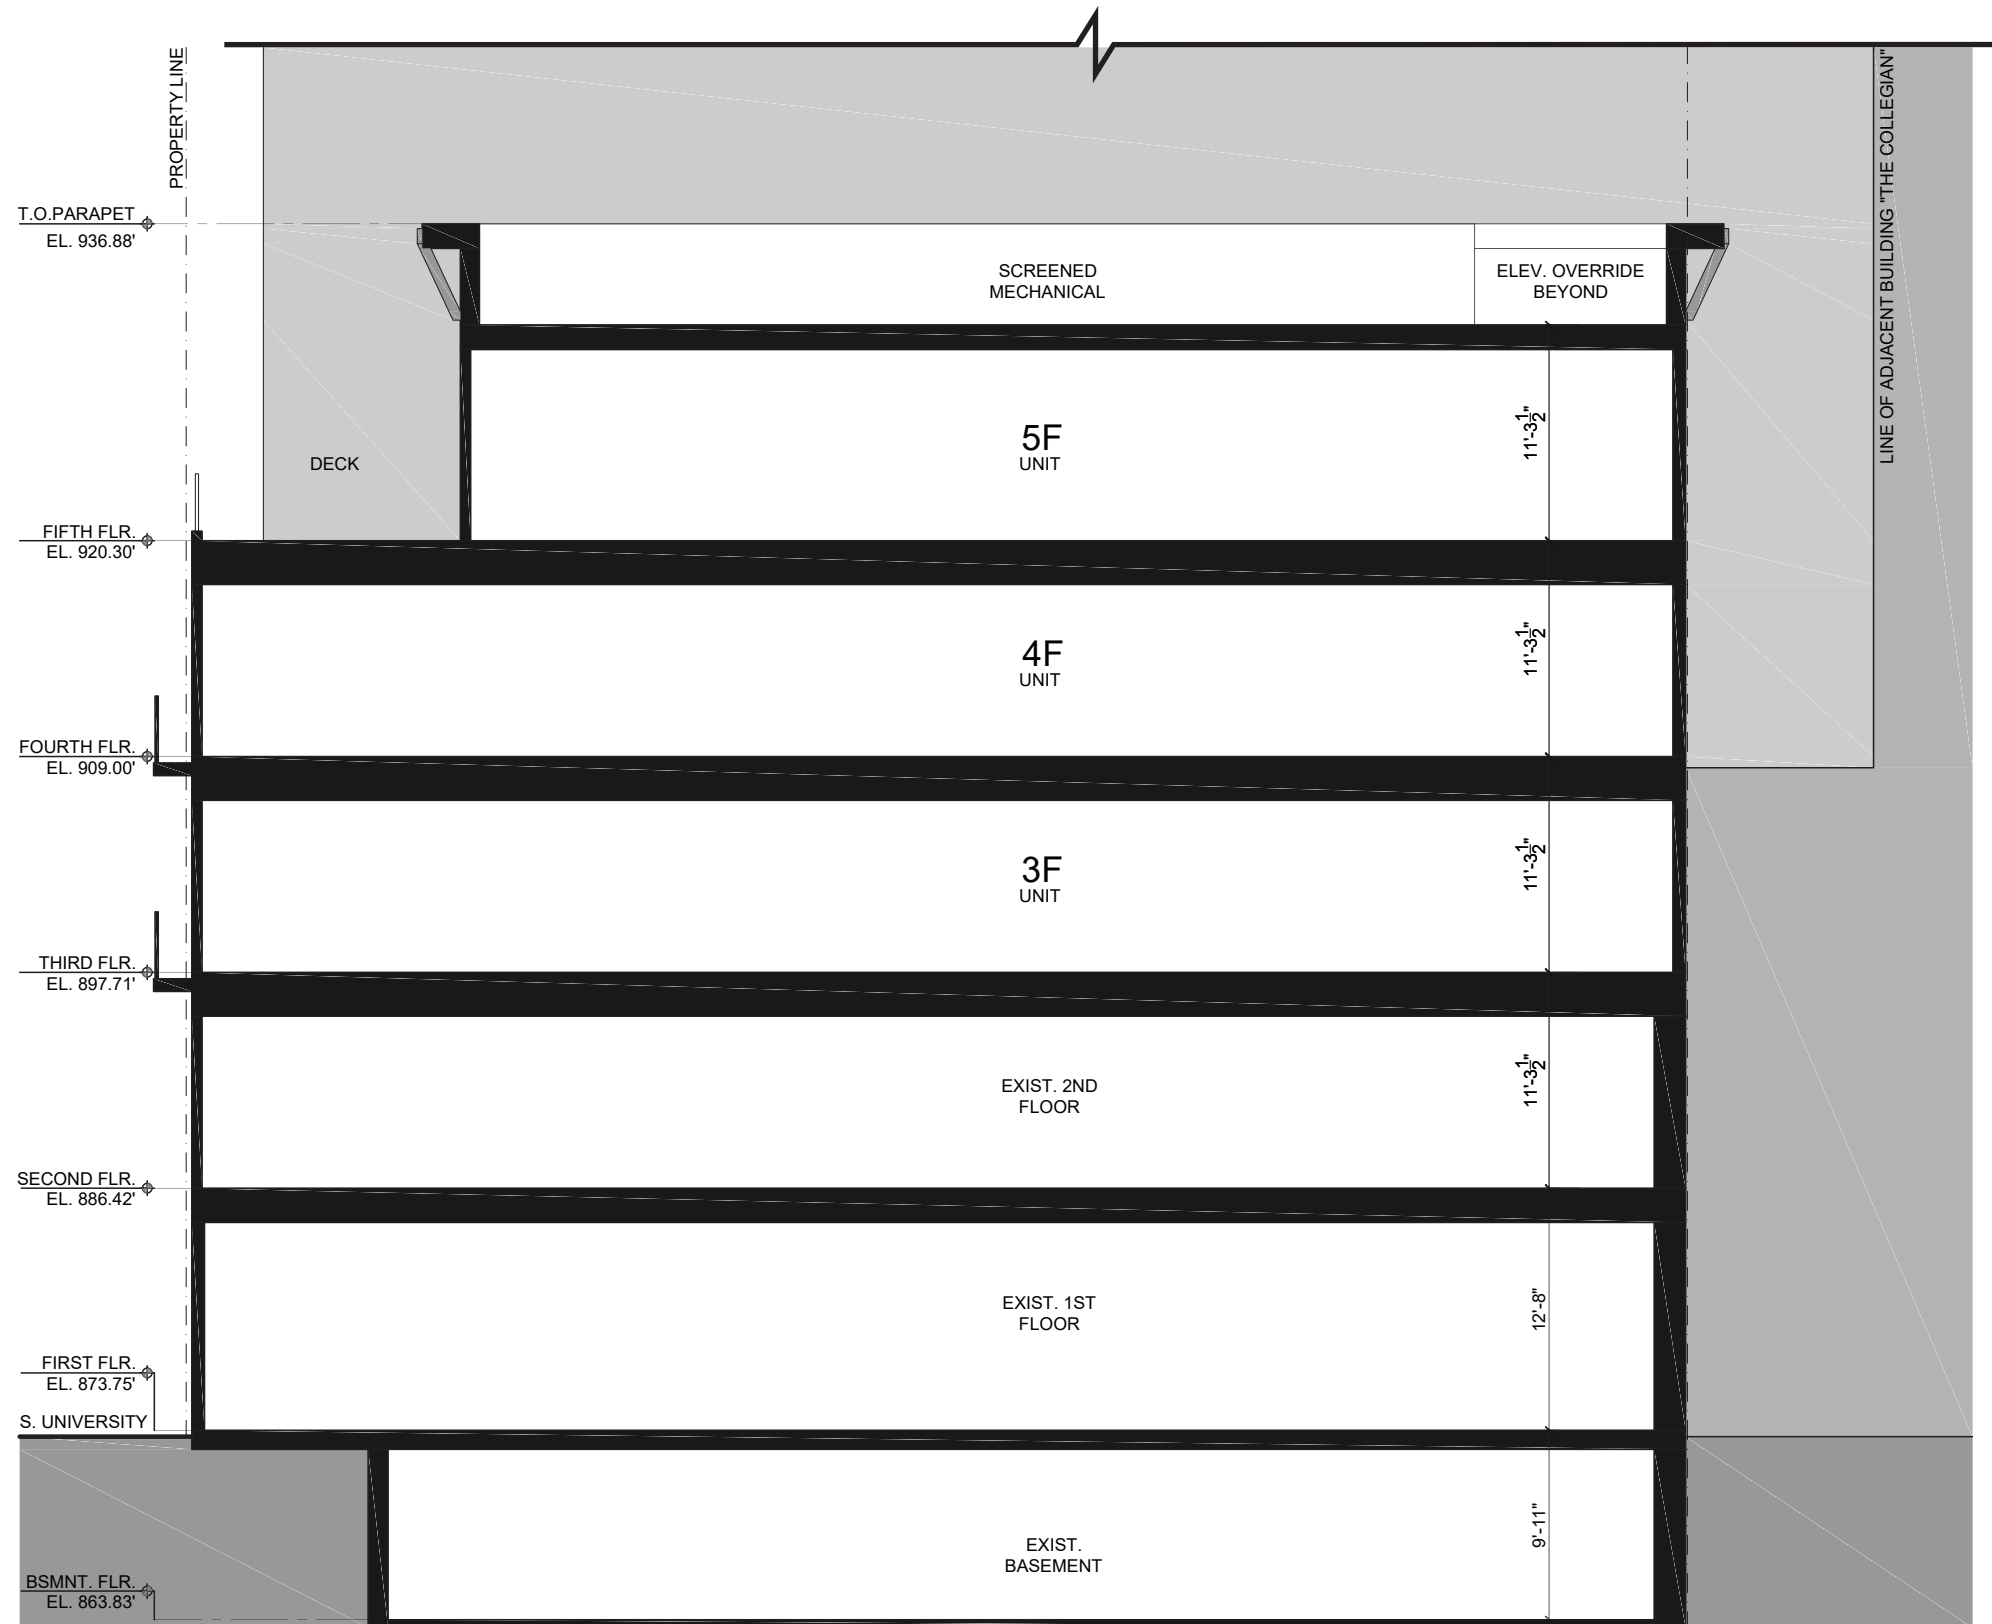 PROPERTY LINE
LINE OF ADJACENT BUILDING "THE COLLEGIAN"
T.O.PARAPET
EL. 936.88'
SCREENED
MECHANICAL
ELEV. OVERRIDE
BEYOND
5F
UNIT
11'-3 1/2"
DECK
FIFTH FLR.
EL. 920.30'
4F
UNIT
11'-3 1/2"
FOURTH FLR.
EL. 909.00'
3F
UNIT
11'-3 1/2"
THIRD FLR.
EL. 897.71'
EXIST. 2ND
FLOOR
11'-3 1/2"
SECOND FLR.
EL. 886.42'
EXIST. 1ST
FLOOR
12'-8"
FIRST FLR.
EL. 873.75'
S. UNIVERSITY
EXIST.
BASEMENT
9'-11"
BSMNT. FLR.
EL. 863.83'